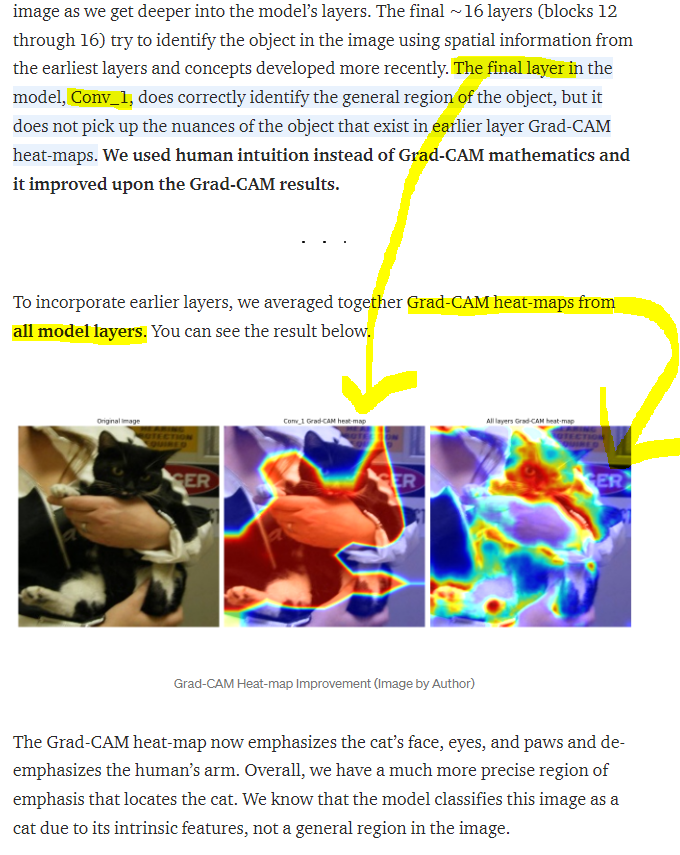 image as we get deeper into the model’s layers. The final ~16 layers (blocks 12
through 16) try to identify the object in the image using spatial information from
the earliest layers and concepts developed more recently. The final layer in the
model, Conv_1, does correctly identify the general region of the object, but it
does not pick up the nuances of the object that exist in earlier layer Grad-CAM
heat-maps. We used human intuition instead of Grad-CAM mathematics and
it improved upon the Grad-CAM results.
. . .
To incorporate earlier layers, we averaged together Grad-CAM heat-maps from
all model layers. You can see the result below.
Original Image
Conv_1 Grad-CAM heat-map
All layers Grad-CAM heat-map
GER
ER
GER
Grad-CAM Heat-map Improvement (Image by Author)
The Grad-CAM heat-map now emphasizes the cat’s face, eyes, and paws and de-
emphasizes the human’s arm. Overall, we have a much more precise region of
emphasis that locates the cat. We know that the model classifies this image as a
cat due to its intrinsic features, not a general region in the image.